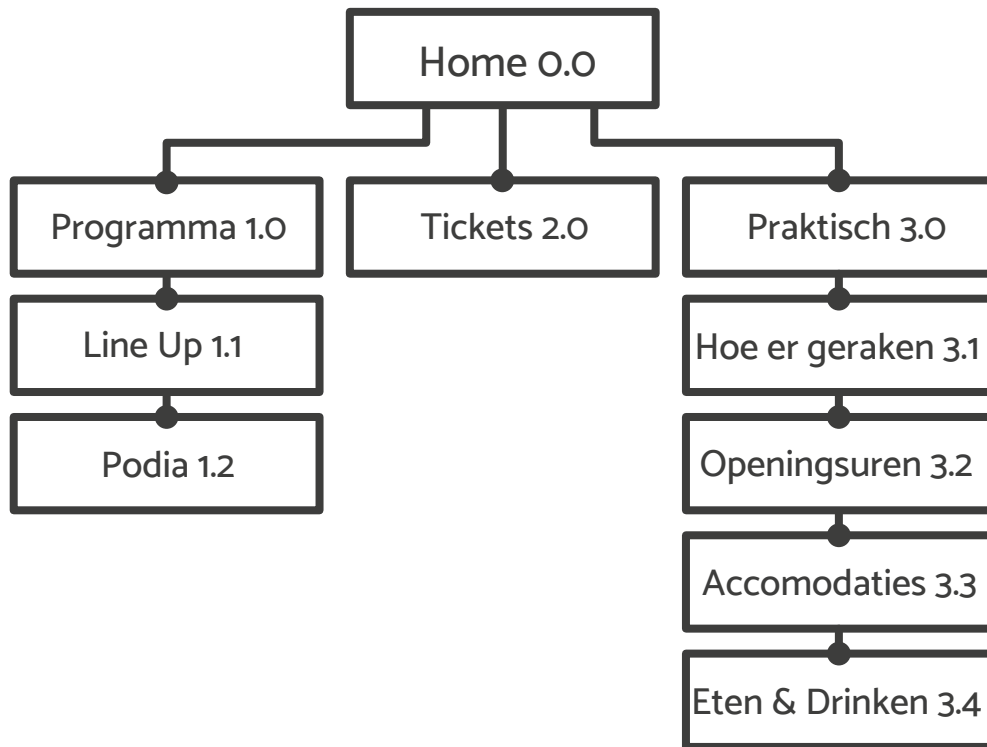 Home 0.0
Programma 1.0
Tickets 2.0
Praktisch 3.0
Line Up 1.1
Hoe er geraken 3.1
Podia 1.2
Openingsuren 3.2
Accomodaties 3.3
Eten & Drinken 3.4